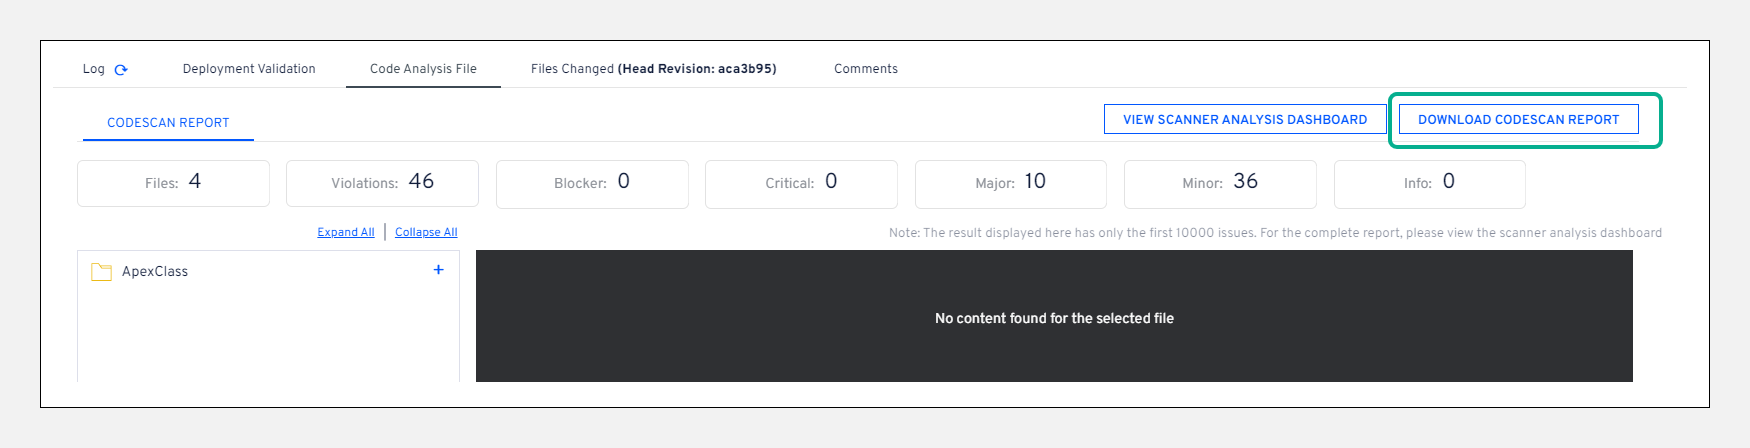 Log Deployment Validation Code Analysis File Files Changed (Head Revision: aca3b95) Comments
CODESCAN REPORT VIEW SCANNER ANALYSIS DASHBOARD DOWNLOAD CODESCAN REPORT
Files: 4 Violations: 46 Blocker: 0 Critical: 0 Major: 10 Minor: 36 Info: 0
Expand All | Collapse All Note: The result displayed here has only the first 10000 issues. For the complete report, please view the scanner analysis dashboard
ApexClass +
No content found for the selected file